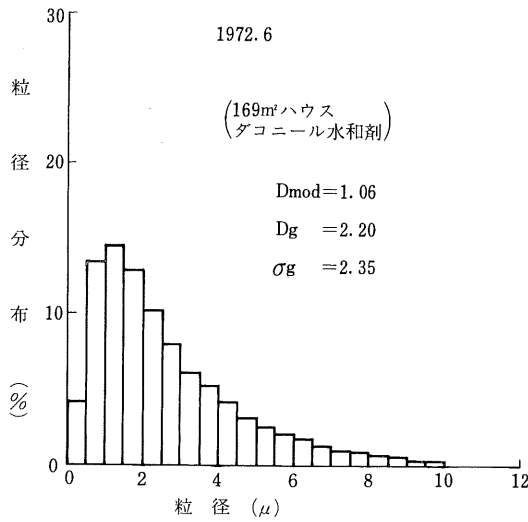 30
20
10
0
粒径分布(%)
1972.6
(169m²ハウス
ダコニール水和剤)
Dmod=1.06
Dg =2.20
σg =2.35
0 2 4 6 8 10 12
粒 径 (μ)